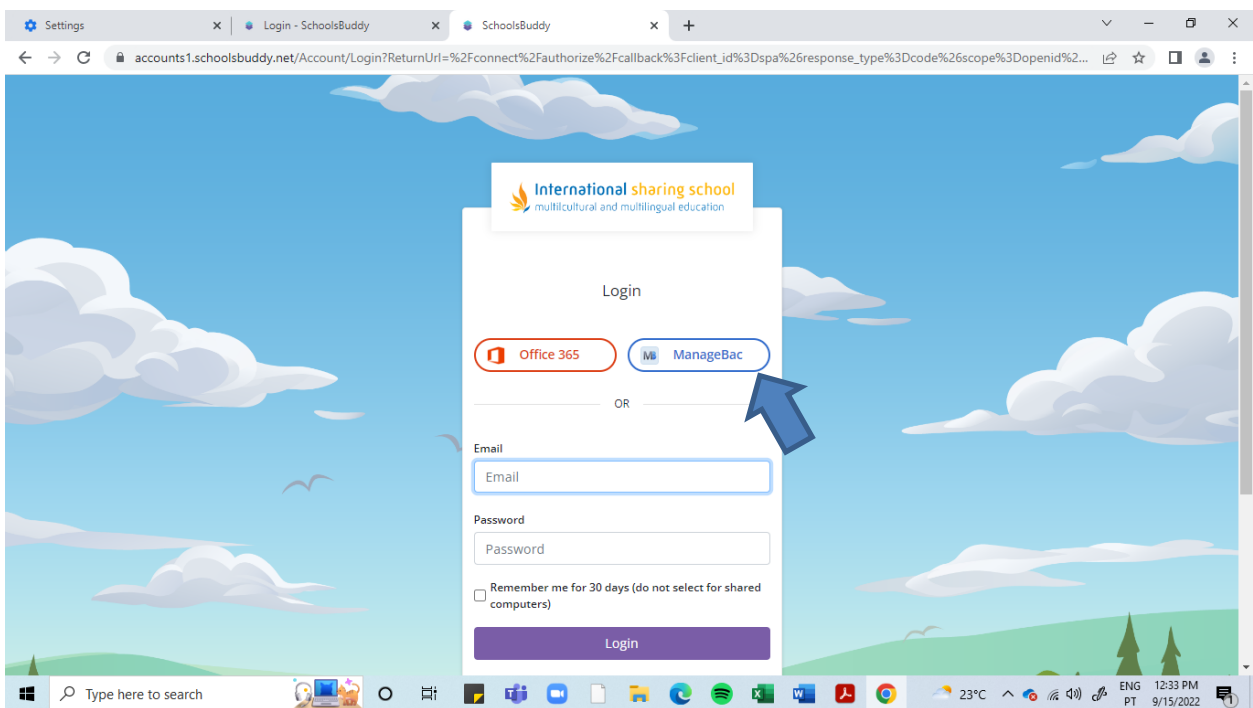 Settings
Login - SchoolsBuddy
SchoolsBuddy
accounts1.schoolsbuddy.net/Account/Login?ReturnUrl=%2Fconnect%2Fauthorize%2Fcallback%3Fclient_id%3Dspa%26response_type%3Dcode%26scope%3Dopenid%2...
International sharing school
multilcultural and multilingual education
Login
Office 365
MB ManageBac
OR
Email
Email
Password
Password
Remember me for 30 days (do not select for shared
computers)
Login
Type here to search
23°C
ENG
PT
12:33 PM
9/15/2022